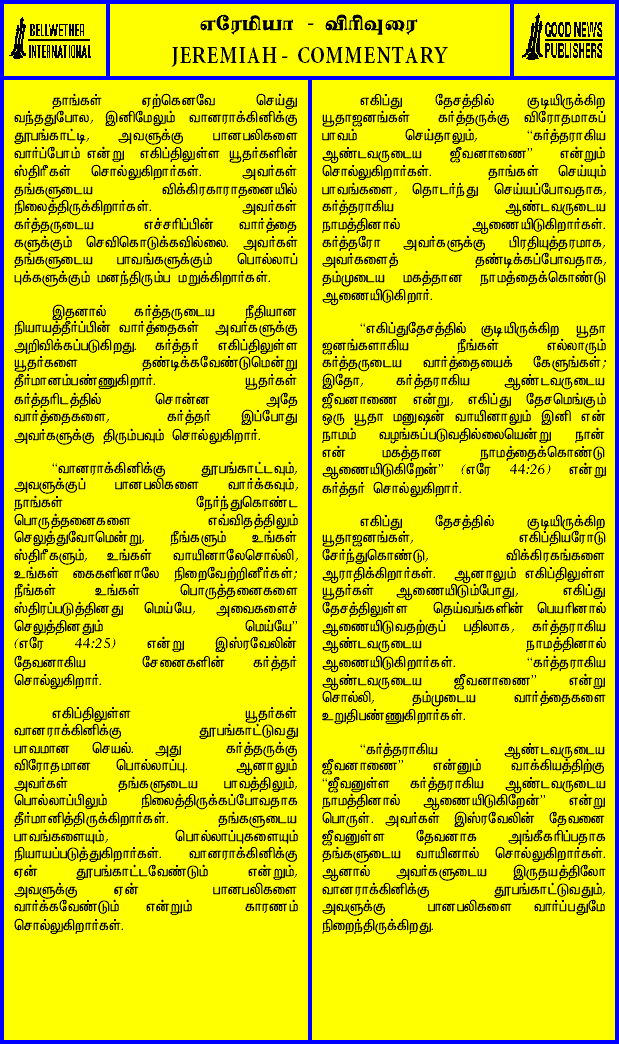 BELLWETHER
INTERNATIONAL
எரேமியா - விரிவுரை
JEREMIAH - COMMENTARY
GOOD NEWS
PUBLISHERS
தாங்கள் ஏற்கெனவே செய்து
வந்ததுபோல, இனிமேலும் வானராக்கினிக்கு
தூபங்காட்டி, அவளுக்கு பானபலிகளை
வார்ப்போம் என்று எகிப்திலுள்ள யூதர்களின்
ஸ்திரீகள் சொல்லுகிறார்கள். அவர்கள்
தங்களுடைய விக்கிரகாராதனையில்
நிலைத்திருக்கிறார்கள். அவர்கள்
கர்த்தருடைய எச்சரிப்பின் வார்த்தை
களுக்கும் செவிகொடுக்கவில்லை. அவர்கள்
தங்களுடைய பாவங்களுக்கும் பொல்லாப்
புக்களுக்கும் மனந்திரும்ப மறுக்கிறார்கள்.
இதனால் கர்த்தருடைய நீதியான
நியாயத்தீர்ப்பின் வார்த்தைகள் அவர்களுக்கு
அறிவிக்கப்படுகிறது. கர்த்தர் எகிப்திலுள்ள
யூதர்களை தண்டிக்கவேண்டுமென்று
தீர்மானம்பண்ணுகிறார். யூதர்கள்
கர்த்தரிடத்தில் சொன்ன அதே
வார்த்தைகளை, கர்த்தர் இப்போது
அவர்களுக்கு திரும்பவும் சொல்லுகிறார்.
“வானராக்கினிக்கு தூபங்காட்டவும்,
அவளுக்குப் பானபலிகளை வார்க்கவும்,
நாங்கள் நேர்ந்துகொண்ட
பொருத்தனைகளை எவ்விதத்திலும்
செலுத்துவோமென்று, நீங்களும் உங்கள்
ஸ்திரீகளும், உங்கள் வாயினாலேசொல்லி,
உங்கள் கைகளினாலே நிறைவேற்றினீர்கள்;
நீங்கள் உங்கள் பொருத்தனைகளை
ஸ்திரப்படுத்தினது மெய்யே, அவைகளைச்
செலுத்தினதும் மெய்யே”
(எரே 44:25) என்று இஸ்ரவேலின்
தேவனாகிய சேனைகளின் கர்த்தர்
சொல்லுகிறார்.
எகிப்திலுள்ள யூதர்கள்
வானராக்கினிக்கு தூபங்காட்டுவது
பாவமான செயல். அது கர்த்தருக்கு
விரோதமான பொல்லாப்பு. ஆனாலும்
அவர்கள் தங்களுடைய பாவத்திலும்,
பொல்லாப்பிலும் நிலைத்திருக்கப்போவதாக
தீர்மானித்திருக்கிறார்கள். தங்களுடைய
பாவங்களையும், பொல்லாப்புகளையும்
நியாயப்படுத்துகிறார்கள். வானராக்கினிக்கு
ஏன் தூபங்காட்டவேண்டும் என்றும்,
அவளுக்கு ஏன் பானபலிகளை
வார்க்கவேண்டும் என்றும் காரணம்
சொல்லுகிறார்கள்.
எகிப்து தேசத்தில் குடியிருக்கிற
யூதாஜனங்கள் கர்த்தருக்கு விரோதமாகப்
பாவம் செய்தாலும், “கர்த்தராகிய
ஆண்டவருடைய ஜீவனாணை” என்றும்
சொல்லுகிறார்கள். தாங்கள் செய்யும்
பாவங்களை, தொடர்ந்து செய்யப்போவதாக,
கர்த்தராகிய ஆண்டவருடைய
நாமத்தினால் ஆணையிடுகிறார்கள்.
கர்த்தரோ அவர்களுக்கு பிரதியுத்தரமாக,
அவர்களைத் தண்டிக்கப்போவதாக,
தம்முடைய மகத்தான நாமத்தைக்கொண்டு
ஆணையிடுகிறார்.
“எகிப்துதேசத்தில் குடியிருக்கிற யூதா
ஜனங்களாகிய நீங்கள் எல்லாரும்
கர்த்தருடைய வார்த்தையைக் கேளுங்கள்;
இதோ, கர்த்தராகிய ஆண்டவருடைய
ஜீவனாணை என்று, எகிப்து தேசமெங்கும்
ஒரு யூதா மனுஷன் வாயினாலும் இனி என்
நாமம் வழங்கப்படுவதில்லையென்று நான்
என் மகத்தான நாமத்தைக்கொண்டு
ஆணையிடுகிறேன்” (எரே 44:26) என்று
கர்த்தர் சொல்லுகிறார்.
எகிப்து தேசத்தில் குடியிருக்கிற
யூதாஜனங்கள், எகிப்தியரோடு
சேர்ந்துகொண்டு, விக்கிரகங்களை
ஆராதிக்கிறார்கள். ஆனாலும் எகிப்திலுள்ள
யூதர்கள் ஆணையிடும்போது, எகிப்து
தேசத்திலுள்ள தெய்வங்களின் பெயரினால்
ஆணையிடுவதற்குப் பதிலாக, கர்த்தராகிய
ஆண்டவருடைய நாமத்தினால்
ஆணையிடுகிறார்கள். “கர்த்தராகிய
ஆண்டவருடைய ஜீவனாணை” என்று
சொல்லி, தம்முடைய வார்த்தைகளை
உறுதிபண்ணுகிறார்கள்.
“கர்த்தராகிய ஆண்டவருடைய
ஜீவனாணை” என்னும் வாக்கியத்திற்கு
“ஜீவனுள்ள கர்த்தராகிய ஆண்டவருடைய
நாமத்தினால் ஆணையிடுகிறேன்” என்று
பொருள். அவர்கள் இஸ்ரவேலின் தேவனை
ஜீவனுள்ள தேவனாக அங்கீகரிப்பதாக
தங்களுடைய வாயினால் சொல்லுகிறார்கள்.
ஆனால் அவர்களுடைய இருதயத்திலோ
வானராக்கினிக்கு தூபங்காட்டுவதும்,
அவளுக்கு பானபலிகளை வார்ப்பதுமே
நிறைந்திருக்கிறது.